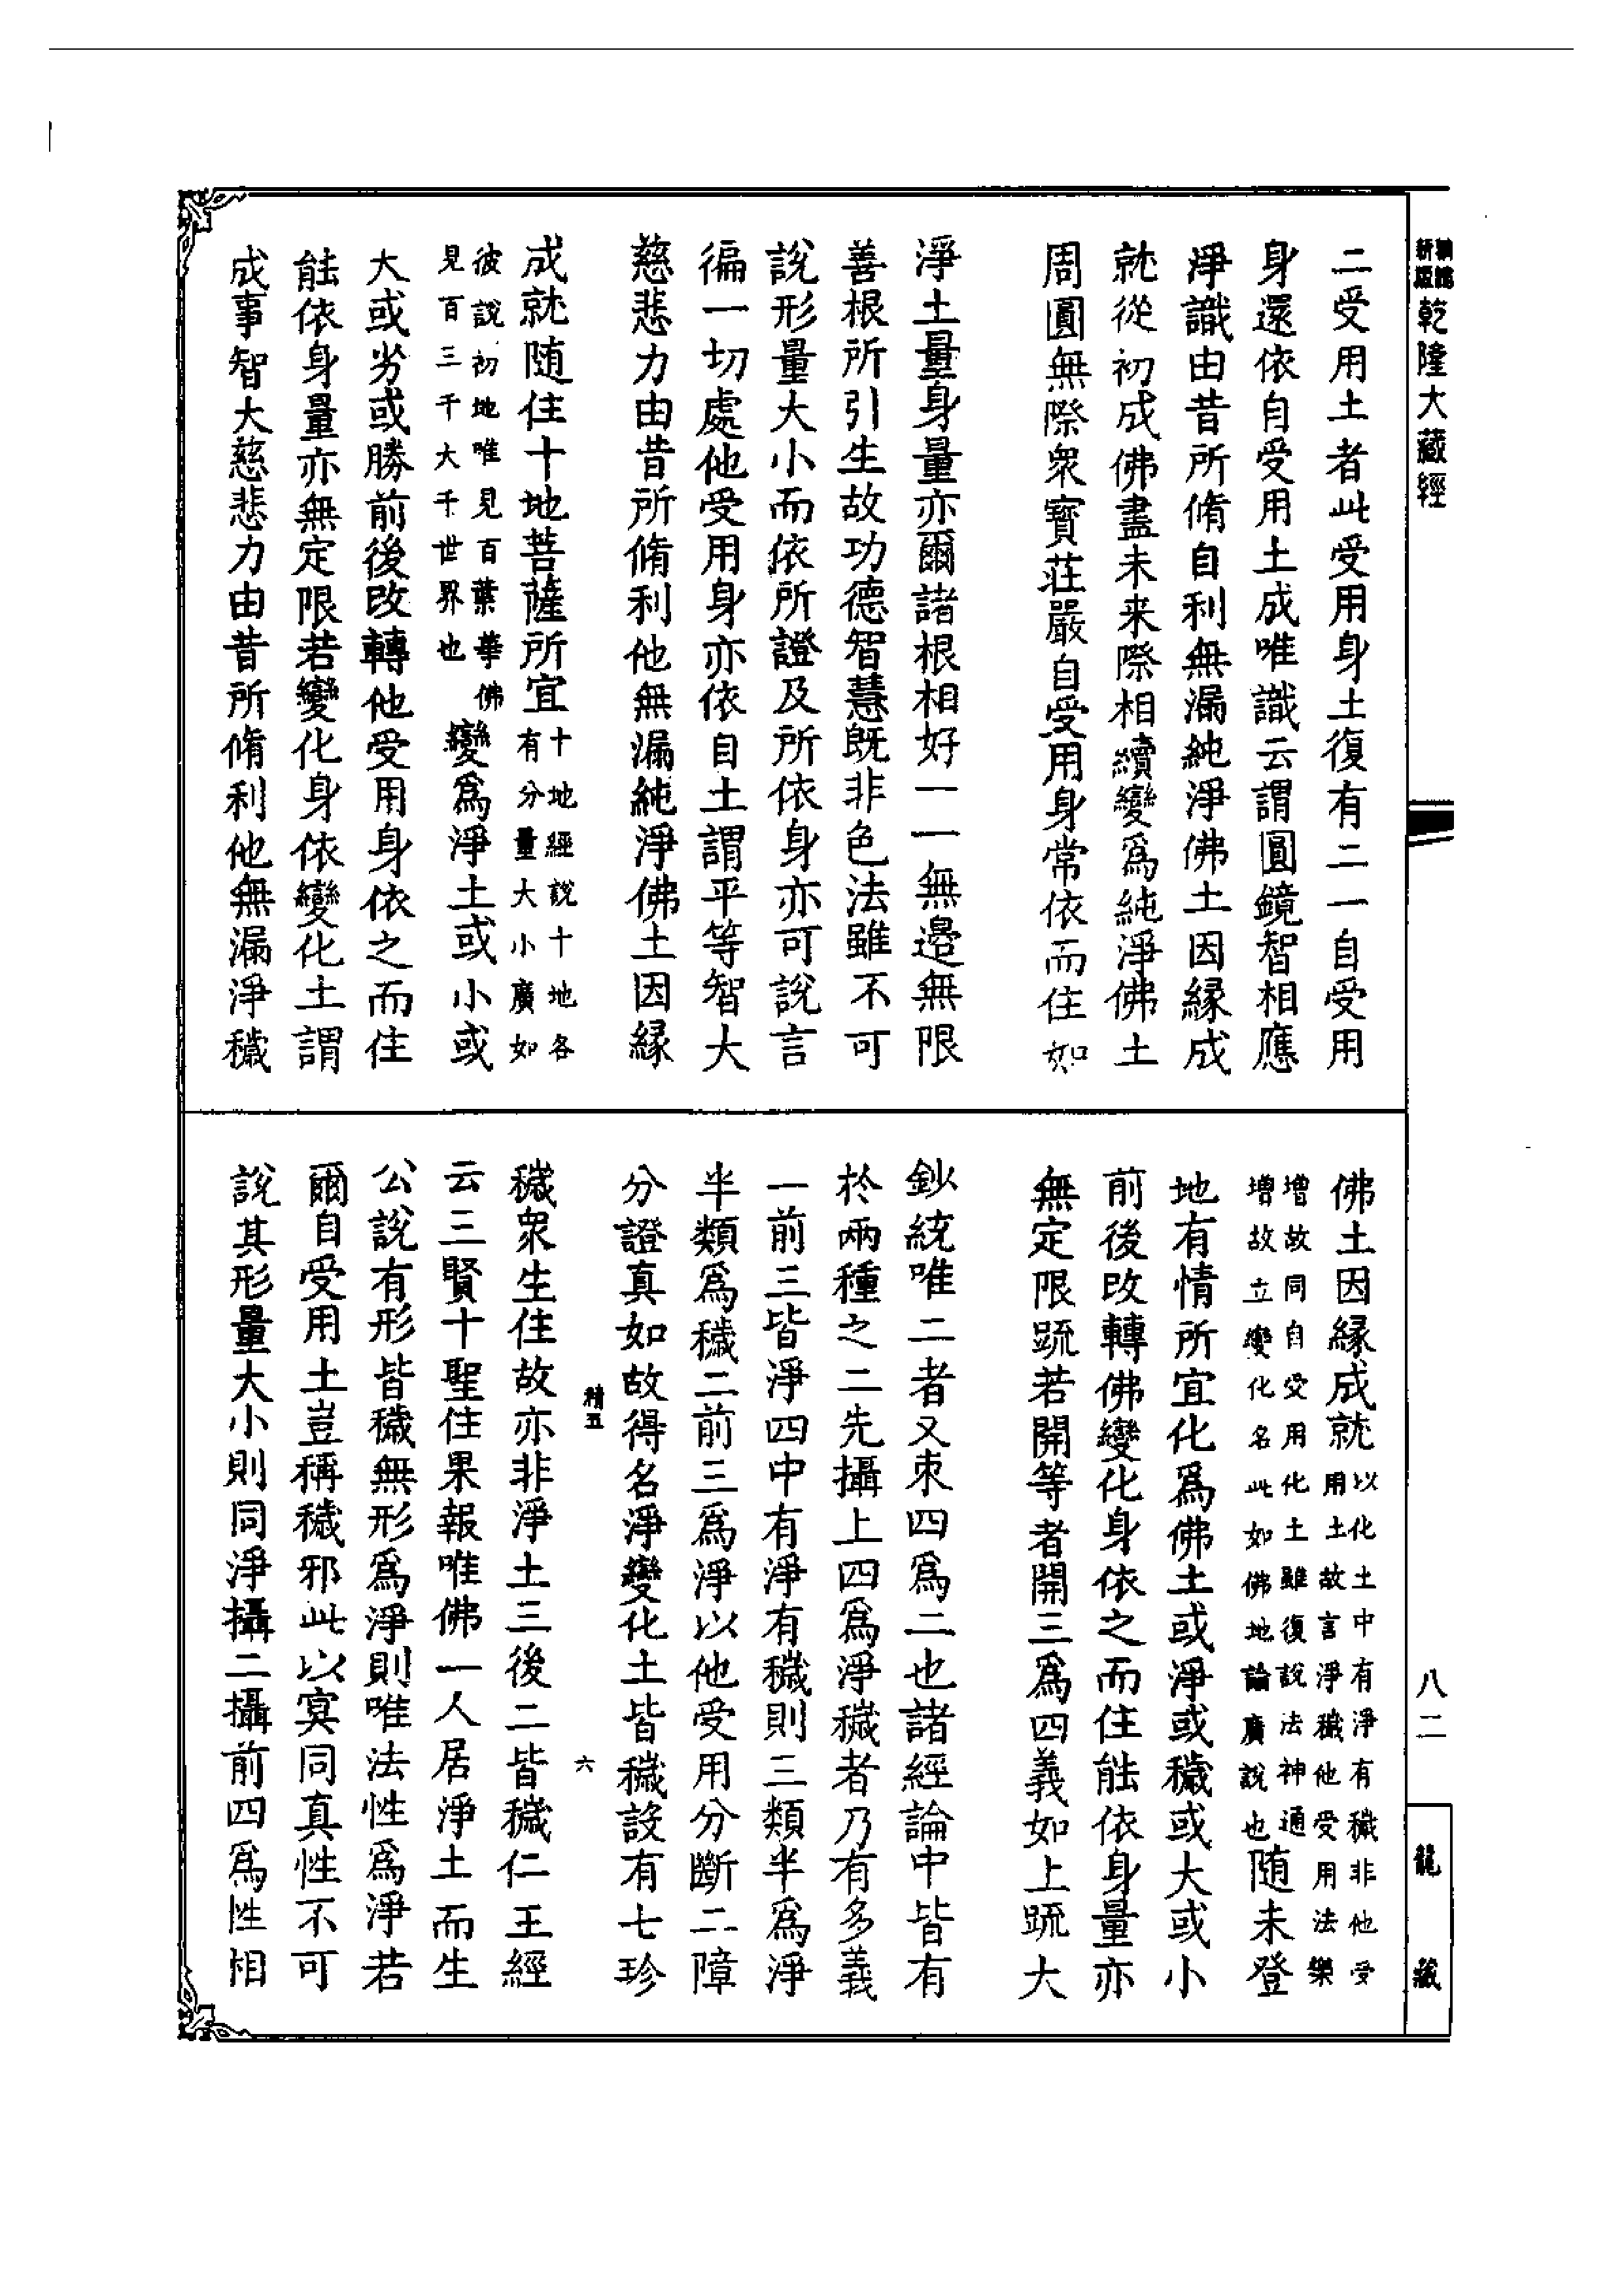 乾隆大藏經
二受用土者此受用身土復有二一自受用
身還依自受用土成唯識云謂圓鏡智相應
淨識由昔所脩自利無漏純淨佛土因緣成
就從初成佛盡未来際相續變爲純淨佛土
周圓無際衆寶莊嚴自受用身常依而住如
淨土量身量亦爾諸根相好一一無邊無限
善根所引生故功德智慧既非色法雖不可
說形量大小而依所證及所依身亦可說言
徧一切處他受用身亦依自土謂平等智大
慈悲力由昔所脩利他無漏純淨佛土因緣
成就随住十地菩薩所宜十地經說十地各
有分量大小廣如
彼說初地唯見百葉華佛
見百三千大千世界也變爲淨土或小或
大或劣或勝前後改轉他受用身依之而住
能依身量亦無定限若變化身依變化土謂
成事智大慈悲力由昔所脩利他無漏淨穢
佛土因緣成就以化土中有淨有穢非他受
用土故言淨穢他受用法樂
增故同自受用化土雖復說法神通
增故立變化名此如佛地論廣說也随未登
地有情所宜化爲佛土或淨或穢或大或小
前後改轉佛變化身依之而住能依身量亦
無定限䟽若開等者開三爲四義如上䟽大
鈔統唯二者又束四爲二也諸經論中皆有
於兩種之二先攝上四爲淨穢者乃有多義
一前三皆淨四中有淨有穢則三類半爲淨
半類爲穢二前三爲淨以他受用分斷二障
分證真如故得名淨變化土皆穢設有七珍
精五
六
穢衆生住故亦非淨土三後二皆穢仁王經
云三賢十聖住果報唯佛一人居淨土而生
公說有形皆穢無形爲淨則唯法性爲淨若
爾自受用土豈稱穢邪此以冥同真性不可
說其形量大小則同淨攝二攝前四爲性相
八二
龍藏